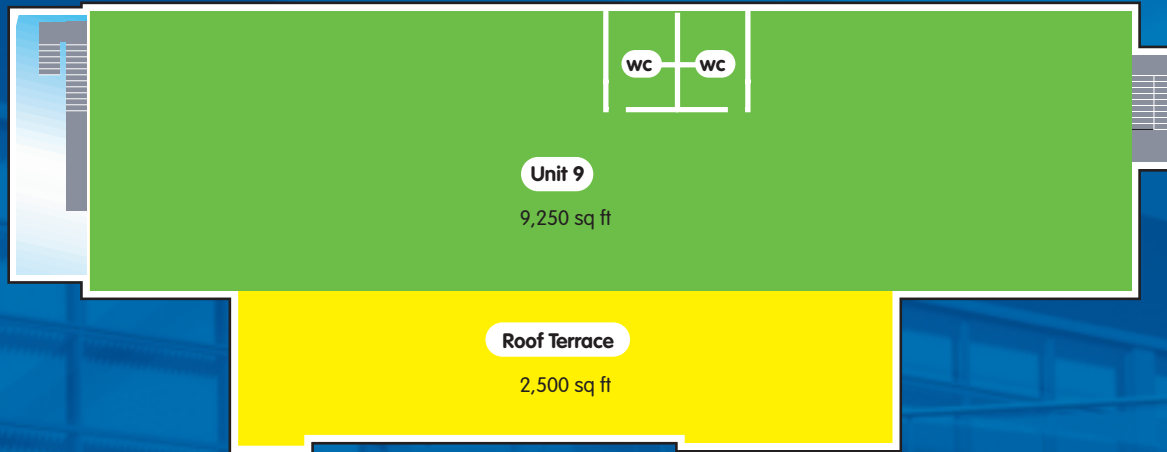 wc wc
Unit 9
9,250 sq ft
Roof Terrace
2,500 sq ft